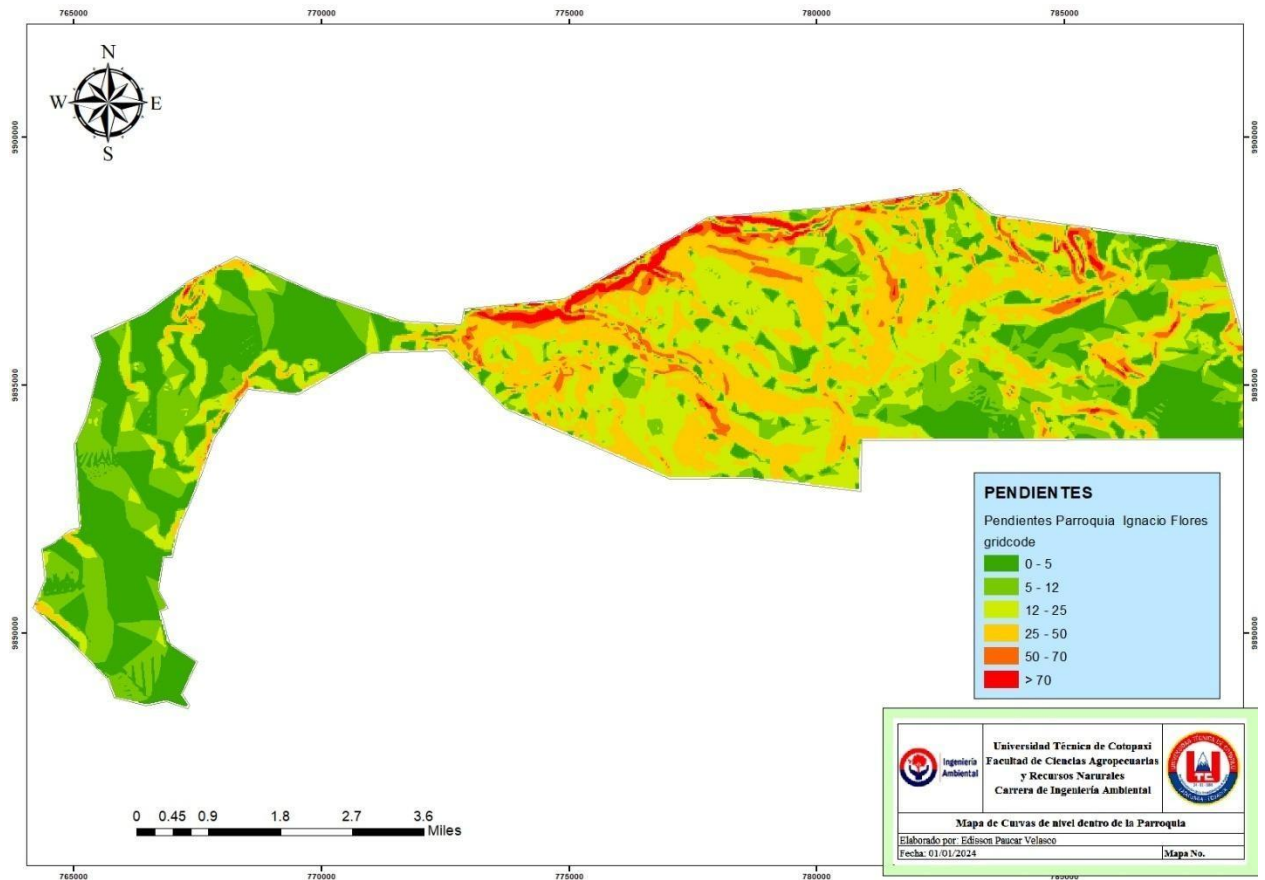 765000
770000
775000
780000
785000
N
W
E
S
9900000
9900000
9895000
9895000
9890000
9890000
PENDIENTES
Pendientes Parroquia Ignacio Flores
gridcode
0 - 5
5 - 12
12 - 25
25 - 50
50 - 70
> 70
0 0.45 0.9 1.8 2.7 3.6
Miles
Ingeniería
Ambiental
Universidad Técnica de Cotopaxi
Facultad de Ciencias Agropecuarias
y Recursos Narurales
Carrera de Ingeniería Ambiental
UTC
Mapa de Curvas de nivel dentro de la Parroquia
Elaborado por: Edisson Paucar Velasco
Fecha: 01/01/2024
Mapa No.
765000
770000
775000
780000
785000